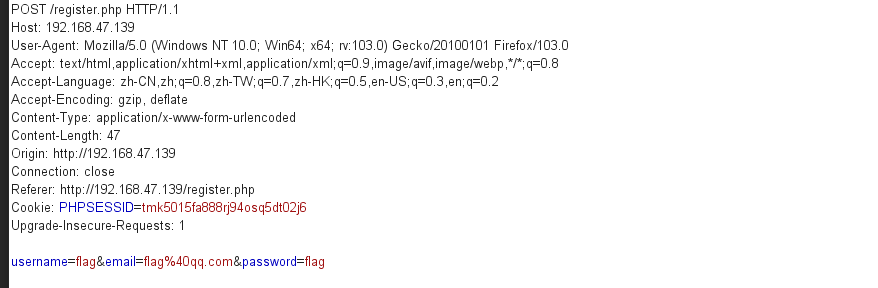 POST /register.php HTTP/1.1
Host: 192.168.47.139
User-Agent: Mozilla/5.0 (Windows NT 10.0; Win64; x64; rv:103.0) Gecko/20100101 Firefox/103.0
Accept: text/html,application/xhtml+xml,application/xml;q=0.9,image/avif,image/webp,*/*;q=0.8
Accept-Language: zh-CN,zh;q=0.8,zh-TW;q=0.7,zh-HK;q=0.5,en-US;q=0.3,en;q=0.2
Accept-Encoding: gzip, deflate
Content-Type: application/x-www-form-urlencoded
Content-Length: 47
Origin: http://192.168.47.139
Connection: close
Referer: http://192.168.47.139/register.php
Cookie: PHPSESSID=tmk5015fa888rj94osq5dt02j6
Upgrade-Insecure-Requests: 1
username=flag&email=flag%40qq.com&password=flag